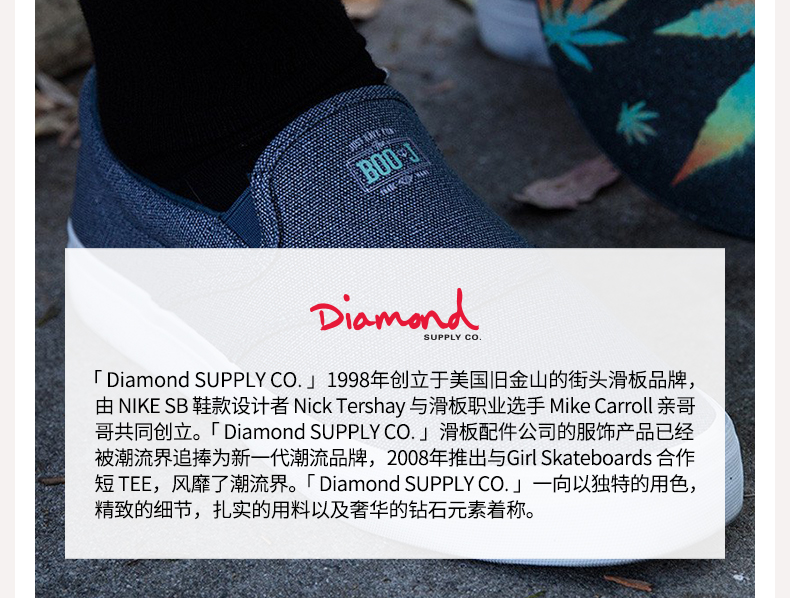 BOO-J
Diamond
SUPPLY CO.
「 Diamond SUPPLY CO. 」1998年创立于美国旧金山的街头滑板品牌，
由 NIKE SB 鞋款设计者 Nick Tershay 与滑板职业选手 Mike Carroll 亲哥
哥共同创立。「 Diamond SUPPLY CO. 」滑板配件公司的服饰产品已经
被潮流界追捧为新一代潮流品牌，2008年推出与Girl Skateboards 合作
短 TEE，风靡了潮流界。「 Diamond SUPPLY CO. 」一向以独特的用色，
精致的细节，扎实的用料以及奢华的钻石元素着称。